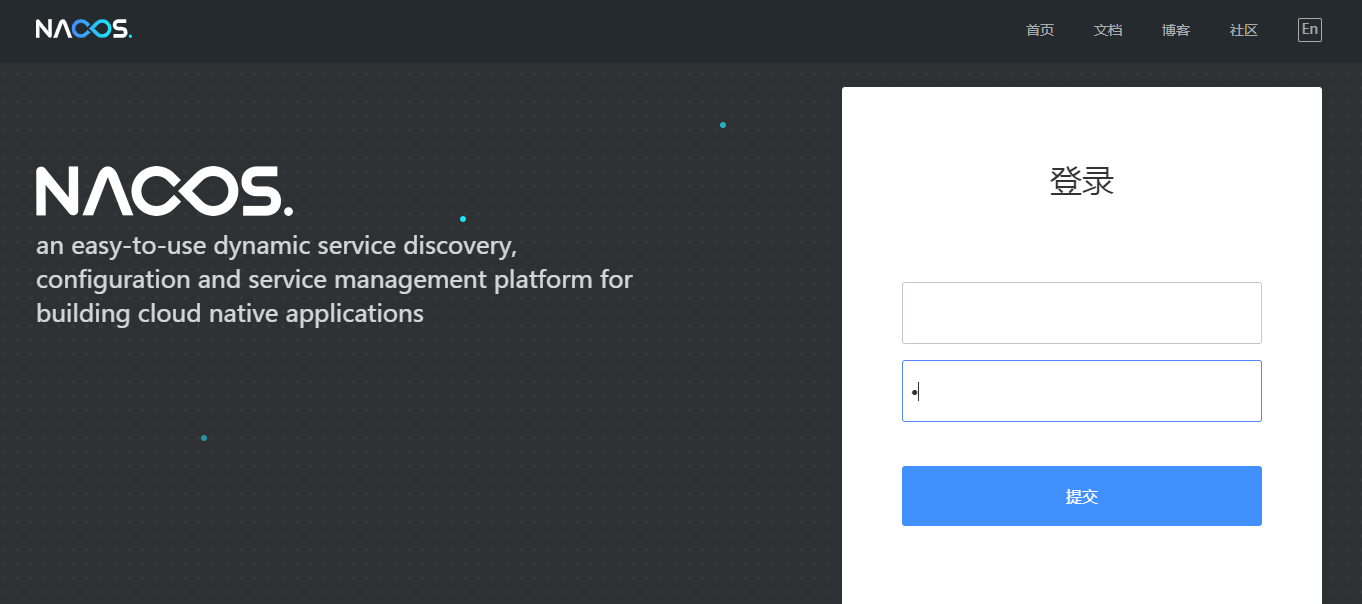 NACOS.
首页
文档
博客
社区
En
NACOS.
an easy-to-use dynamic service discovery,
configuration and service management platform for
building cloud native applications
登录
提交